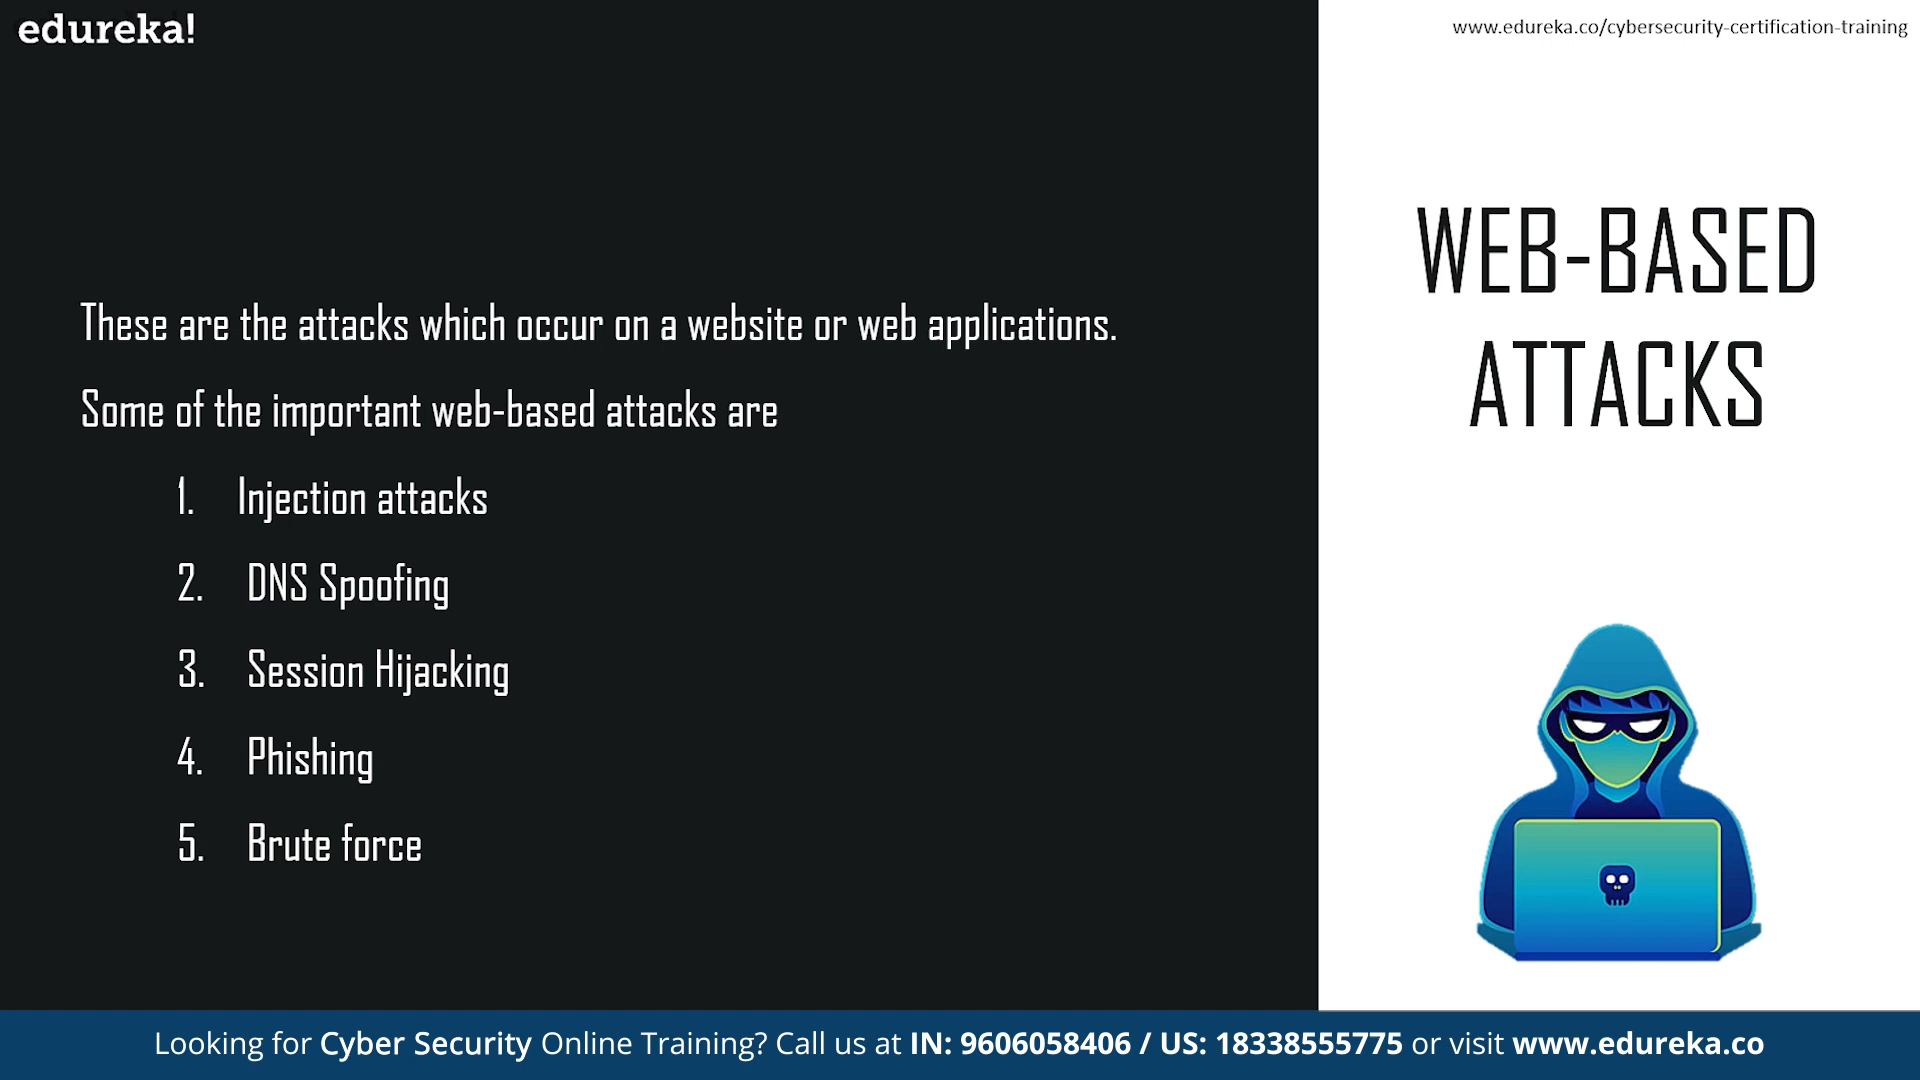 edureka!
www.edureka.co/cybersecurity-certification-training
WEB-BASED
ATTACKS
These are the attacks which occur on a website or web applications.
Some of the important web-based attacks are
1. Injection attacks
2. DNS Spoofing
3. Session Hijacking
4. Phishing
5. Brute force
Looking for Cyber Security Online Training? Call us at IN: 9606058406 / US: 18338555775 or visit www.edureka.co